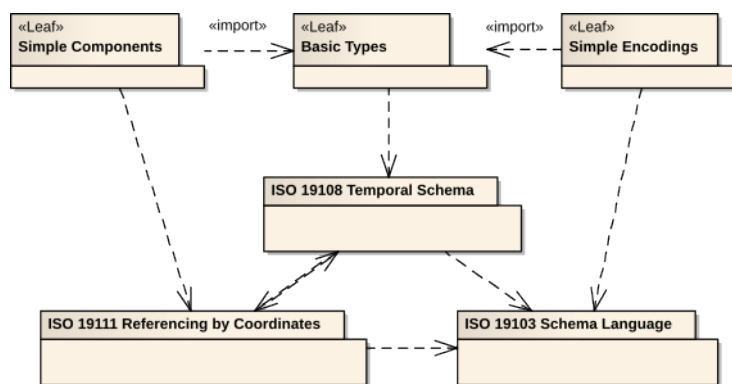 «Leaf»
Simple Components
«import»
«Leaf»
Basic Types
«import»
«Leaf»
Simple Encodings
ISO 19108 Temporal Schema
ISO 19111 Referencing by Coordinates
ISO 19103 Schema Language